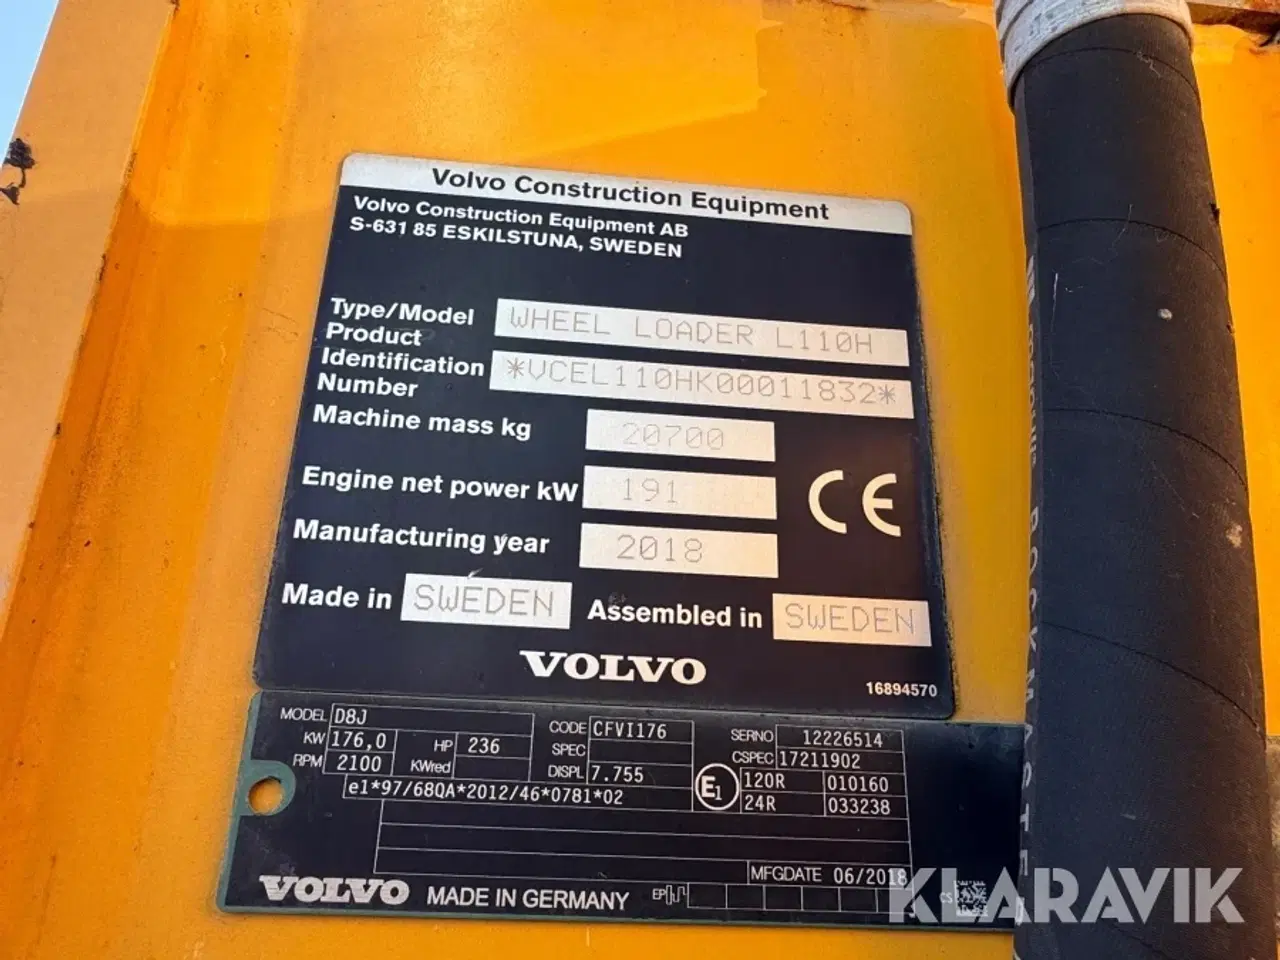 Volvo Construction Equipment
Volvo Construction Equipment AB
S-631 85 ESKILSTUNA, SWEDEN
Type/Model WHEEL LOADER L110H
Product
Identification *VCEL110HK00011832*
Number
Machine mass kg 20700
Engine net power kW 191
CE
Manufacturing year 2018
Made in SWEDEN Assembled in SWEDEN
VOLVO
16894570
MODEL D8J CODE CFVI176 SERNO 12226514
KW 176,0 HP 236 SPEC CSPEC 17211902
RPM 2100 KWred DISPL 7.755 E1 120R 010160
e1*97/68QA*2012/46*0781*02 24R 033238
MFGDATE 06/2018
VOLVO MADE IN GERMANY EP CS
KLARAVIK